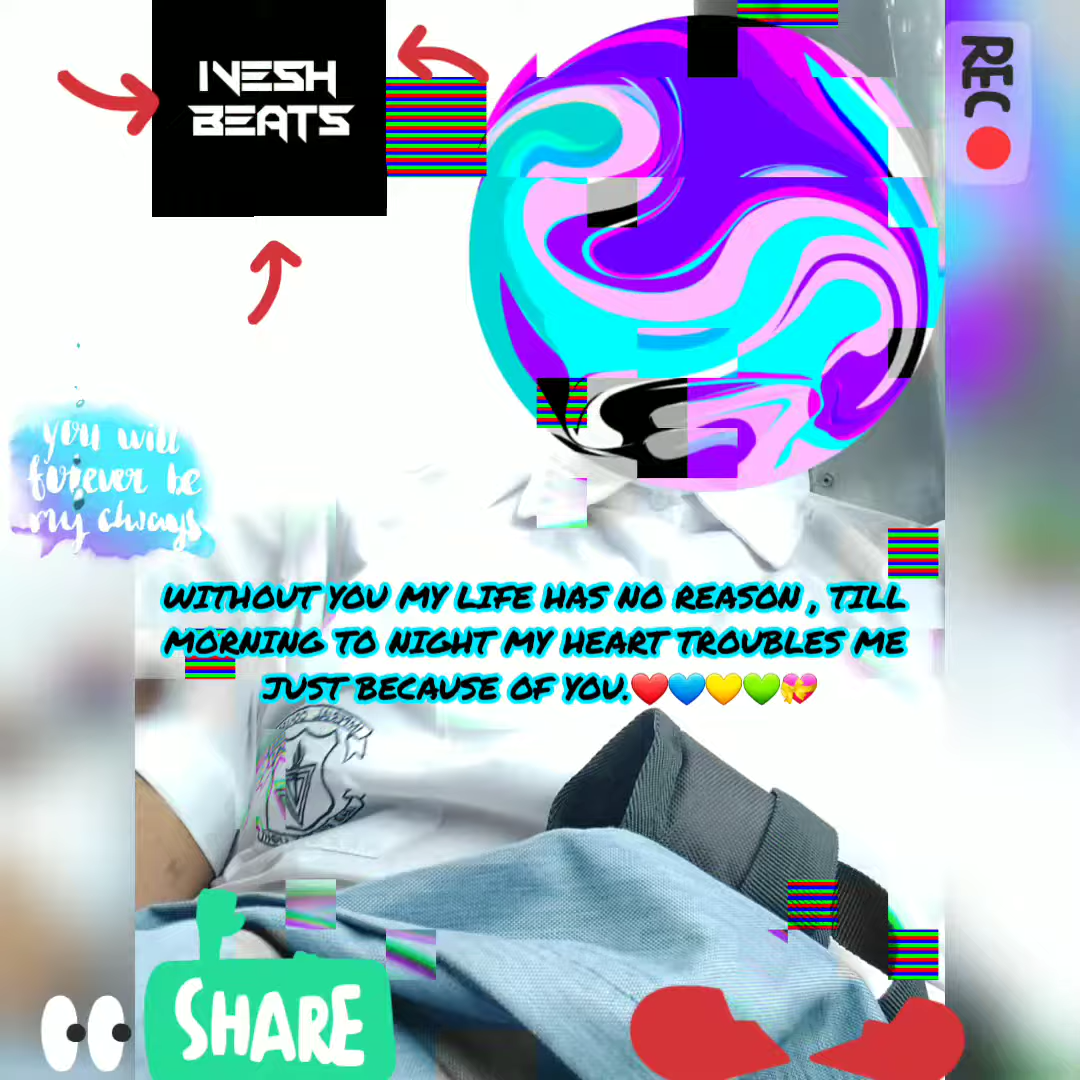 IVESH
BEATS
REC
you will
forever be
my always
WITHOUT YOU MY LIFE HAS NO REASON , TILL
MORNING TO NIGHT MY HEART TROUBLES ME
JUST BECAUSE OF YOU.❤️💙💛💚💝
SHARE